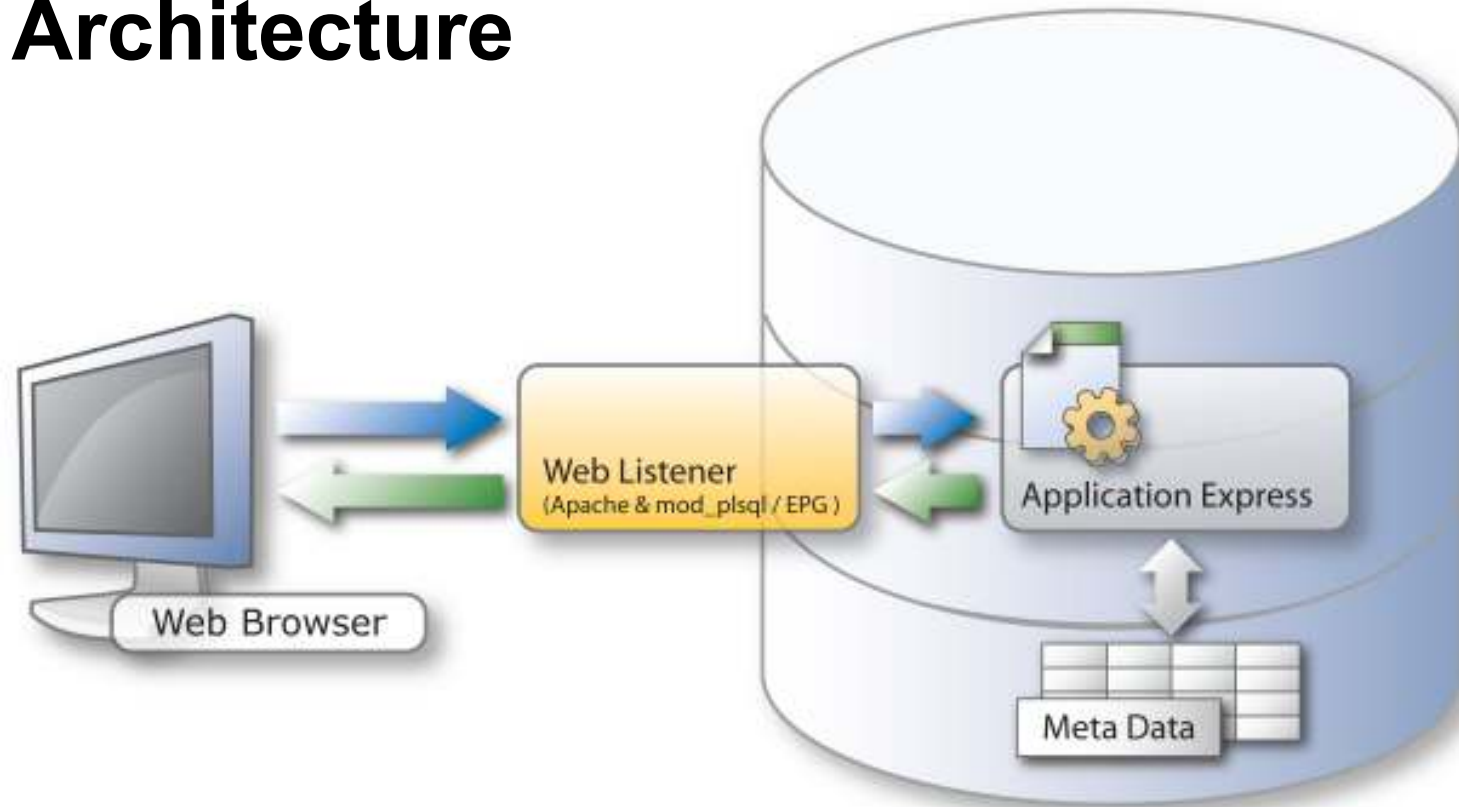 Architecture
Web Listener
(Apache & mod_plsql / EPG )
Application Express
Web Browser
Meta Data